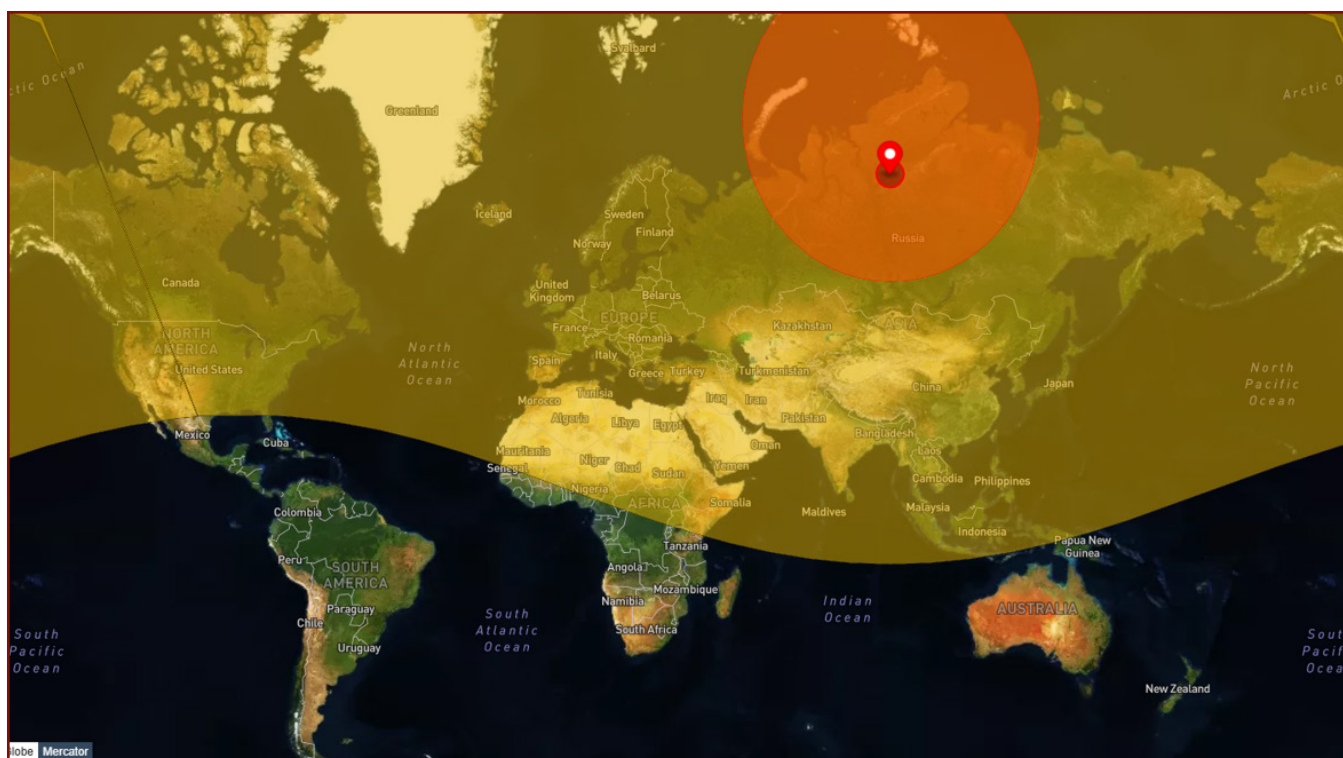 Svalbard
Arctic Ocean
Arctic O
Greenland
Iceland
Sweden
Finland
Norway
Russia
Canada
United
Kingdom
Belarus
EUROPE
France
Romania
Kazakhstan
ASIA
NORTH
AMERICA
United States
North
Atlantic
Ocean
Spain
Italy
Greece
Turkey
Turkmenistan
China
Japan
North
Pacific
Ocean
Morocco
Tunisia
Algeria
Libya
Egypt
Iraq
Iran
Pakistan
Mexico
Cuba
Bangladesh
Oman
Mauritania
Niger
Chad
Sudan
Yemen
Laos
Senegal
Nigeria
AFRICA
Somalia
Cambodia
Philippines
Colombia
Maldives
Malaysia
Indonesia
Papua New
Guinea
Peru
Tanzania
SOUTH
AMERICA
Angola
Paraguay
Chile
Namibia
Mozambique
South Africa
Uruguay
South
Atlantic
Ocean
Indian
Ocean
AUSTRALIA
South
Pacific
Ocean
New Zealand
lobe
Mercator